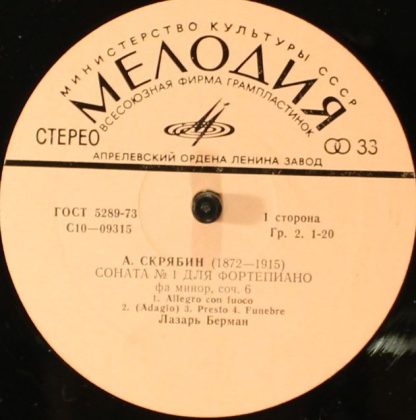 МИНИСТЕРСТВО КУЛЬТУРЫ СССР
МЕЛОДИЯ
ВСЕСОЮЗНАЯ ФИРМА ГРАМПЛАСТИНОК
СТЕРЕО
33
АПРЕЛЕВСКИЙ ОРДЕНА ЛЕНИНА ЗАВОД
ГОСТ 5289-73
1 сторона
С10—09315
Гр. 2. 1-20
А. СКРЯБИН (1872—1915)
СОНАТА № 1 ДЛЯ ФОРТЕПИАНО
фа минор, соч. 6
1. Allegro con fuoco
2. (Adagio) 3. Presto 4. Funebre
Лазарь Берман